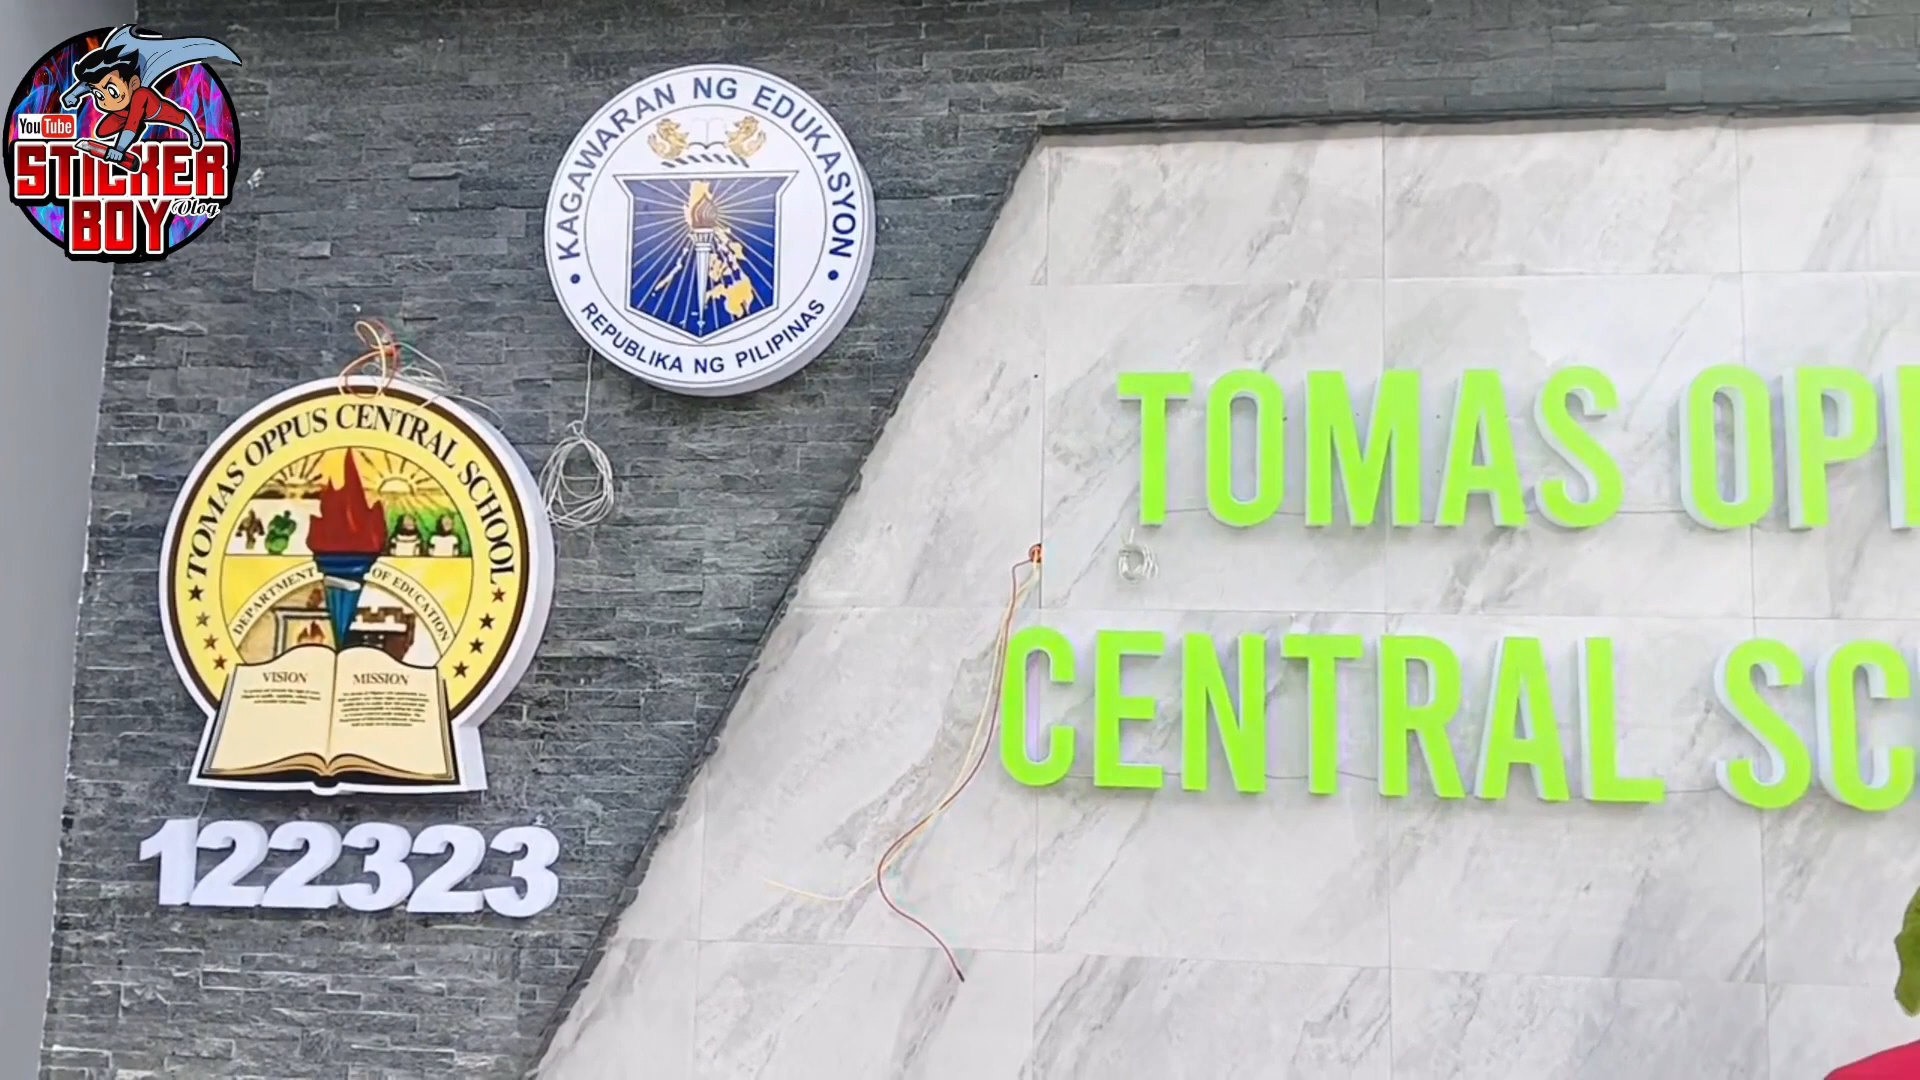 YouTube
STICKER
BOY
Vlog
KAGAWARAN NG EDUKASYON
REPUBLIKA NG PILIPINAS
TOMAS OPPUS CENTRAL SCHOOL
DEPARTMENT OF EDUCATION
VISION
MISSION
122323
TOMAS OPP
CENTRAL SC